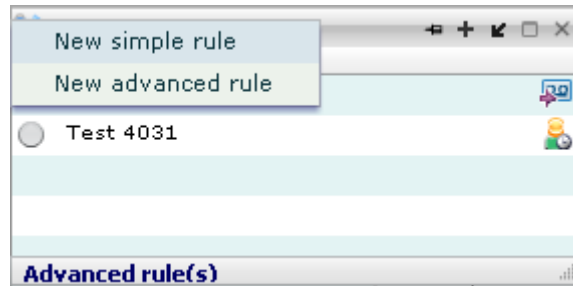 New simple rule
New advanced rule
Test 4031
Advanced rule(s)